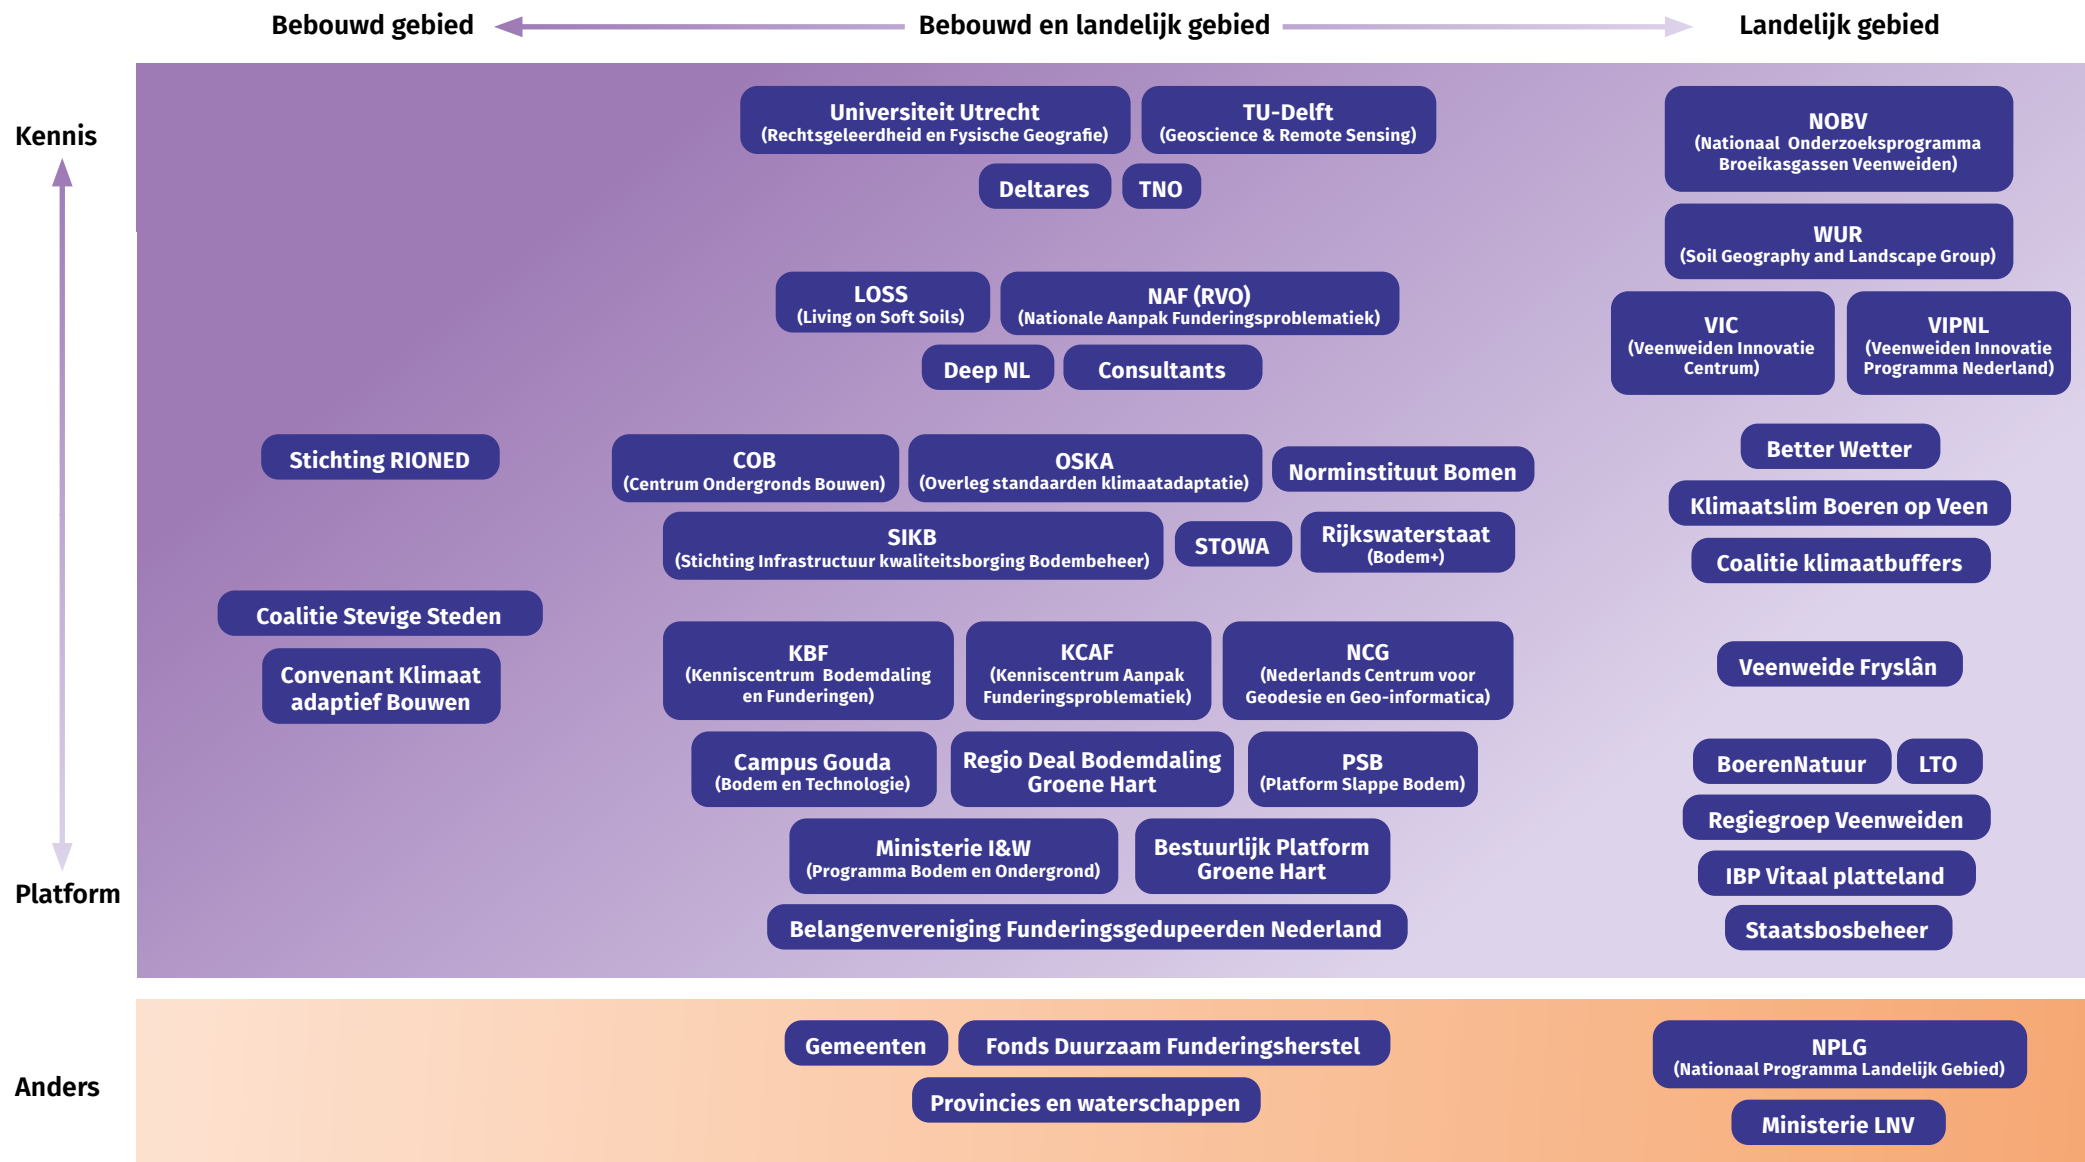 Bebouwd gebied
Bebouwd en landelijk gebied
Landelijk gebied
Kennis
Platform
Anders
Universiteit Utrecht
(Rechtsgeleerdheid en Fysische Geografie)
TU-Delft
(Geoscience & Remote Sensing)
Deltares
TNO
NOBV
(Nationaal Onderzoeksprogramma
Broeikasgassen Veenweiden)
WUR
(Soil Geography and Landscape Group)
LOSS
(Living on Soft Soils)
NAF (RVO)
(Nationale Aanpak Funderingsproblematiek)
Deep NL
Consultants
VIC
(Veenweiden Innovatie
Centrum)
VIPNL
(Veenweiden Innovatie
Programma Nederland)
Stichting RIONED
COB
(Centrum Ondergronds Bouwen)
OSKA
(Overleg standaarden klimaatadaptatie)
Norminstituut Bomen
SIKB
(Stichting Infrastructuur kwaliteitsborging Bodembeheer)
STOWA
Rijkswaterstaat
(Bodem+)
Better Wetter
Klimaatslim Boeren op Veen
Coalitie klimaatbuffers
Coalitie Stevige Steden
Convenant Klimaat
adaptief Bouwen
KBF
(Kenniscentrum Bodemdaling
en Funderingen)
KCAF
(Kenniscentrum Aanpak
Funderingsproblematiek)
NCG
(Nederlands Centrum voor
Geodesie en Geo-informatica)
Veenweide Fryslân
Campus Gouda
(Bodem en Technologie)
Regio Deal Bodemdaling
Groene Hart
PSB
(Platform Slappe Bodem)
BoerenNatuur
LTO
Regiegroep Veenweiden
Ministerie I&W
(Programma Bodem en Ondergrond)
Bestuurlijk Platform
Groene Hart
IBP Vitaal platteland
Belangenvereniging Funderingsgedupeerden Nederland
Staatsbosbeheer
Gemeenten
Fonds Duurzaam Funderingsherstel
Provincies en waterschappen
NPLG
(Nationaal Programma Landelijk Gebied)
Ministerie LNV